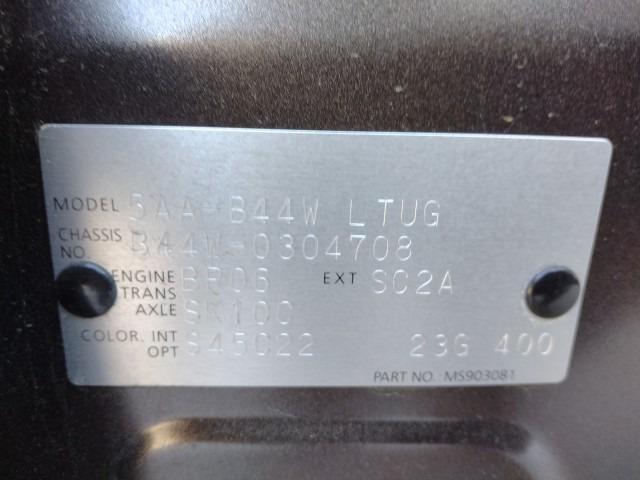 MODEL 5AA-B44W LTUG
CHASSIS NO. B44W-0304708
ENGINE BR06 EXT SC2A
TRANS AXLE SK10C
COLOR. INT OPT S45C22 23G 400
PART NO.: MS903081